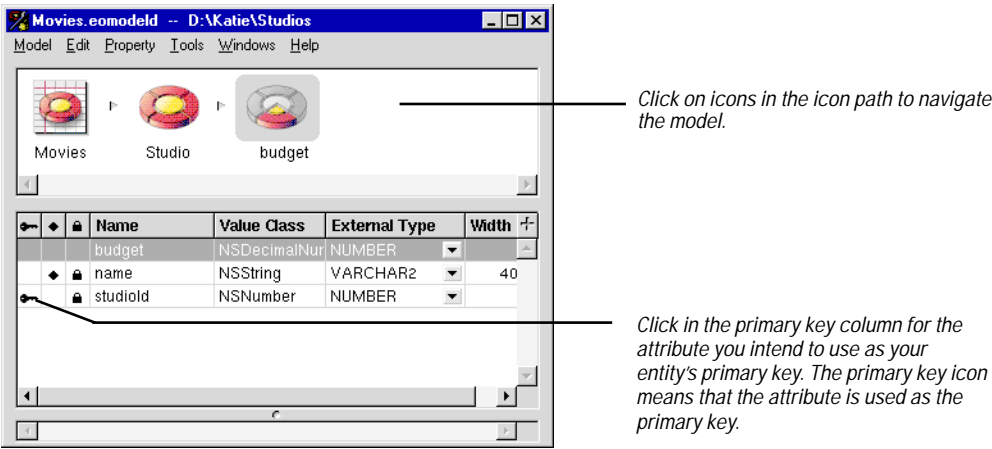 Movies.eomodeld -- D:\Katie\Studios
Model Edit Property Tools Windows Help
Movies Studio budget
Click on icons in the icon path to navigate
the model.
Name Value Class External Type Width
budget NSDecimalNur NUMBER
name NSString VARCHAR2 40
studioId NSNumber NUMBER
Click in the primary key column for the
attribute you intend to use as your
entity's primary key. The primary key icon
means that the attribute is used as the
primary key.